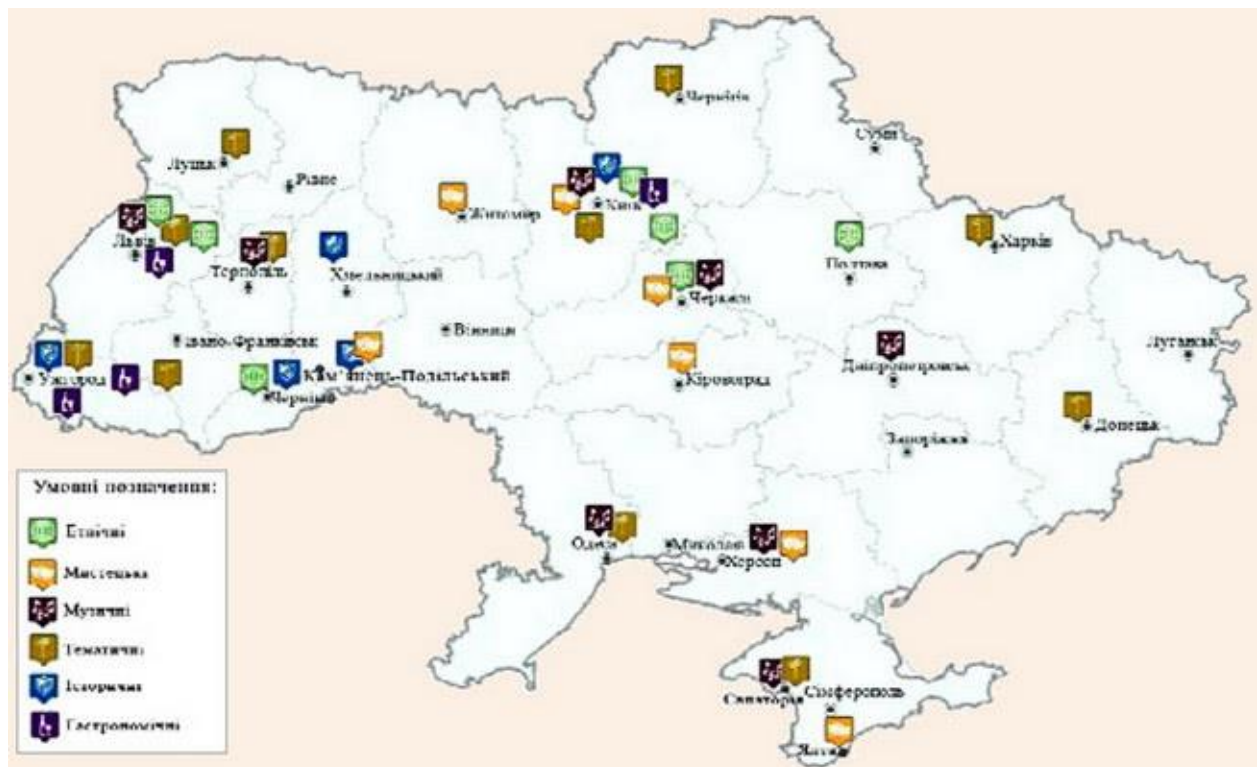 Чернігів
Суми
Луцьк
Рівне
Київ
Житомир
Харків
Львів
Полтава
Тернопіль
Хмельницький
Черкаси
Вінниця
Івано-Франківськ
Луганськ
Ужгород
Кам'янець-Подільський
Дніпропетровськ
Кіровоград
Чернівці
Донецьк
Запоріжжя
Умовні позначення:
Етнічні
Мистецькі
Музичні
Тематичні
Історичні
Гастрономічні
Одеса
Миколаїв
Херсон
Сімферополь
Ялта